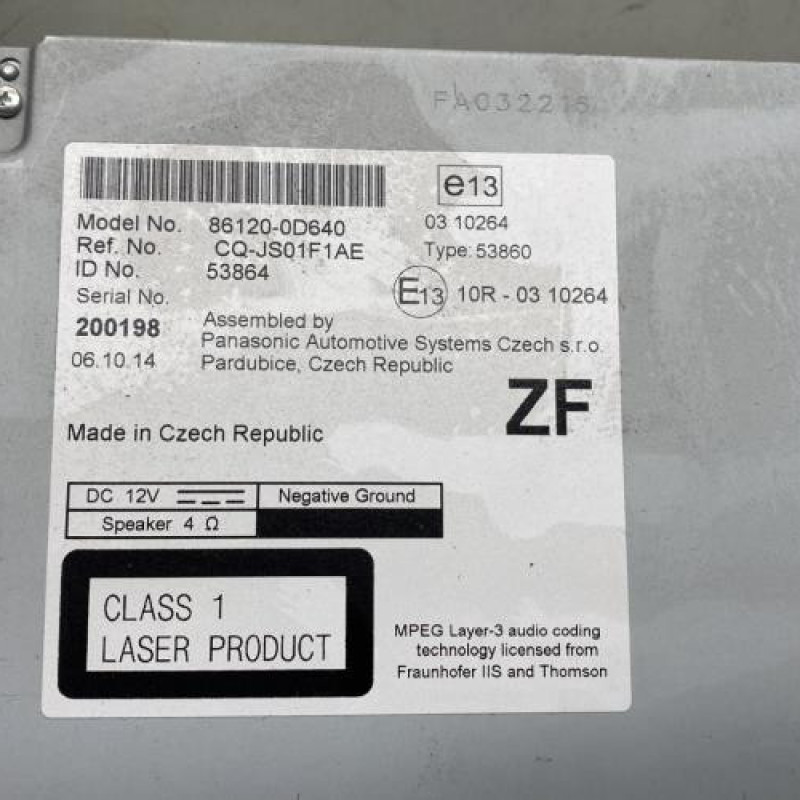 FA032215
e13
Model No. 86120-0D640
03 10264
Ref. No. CQ-JS01F1AE
Type: 53860
ID No. 53864
E13 10R - 03 10264
Serial No.
200198
Assembled by
Panasonic Automotive Systems Czech s.r.o.
06.10.14
Pardubice, Czech Republic
ZF
Made in Czech Republic
DC 12V
Negative Ground
Speaker 4 Ω
CLASS 1
LASER PRODUCT
MPEG Layer-3 audio coding
technology licensed from
Fraunhofer IIS and Thomson